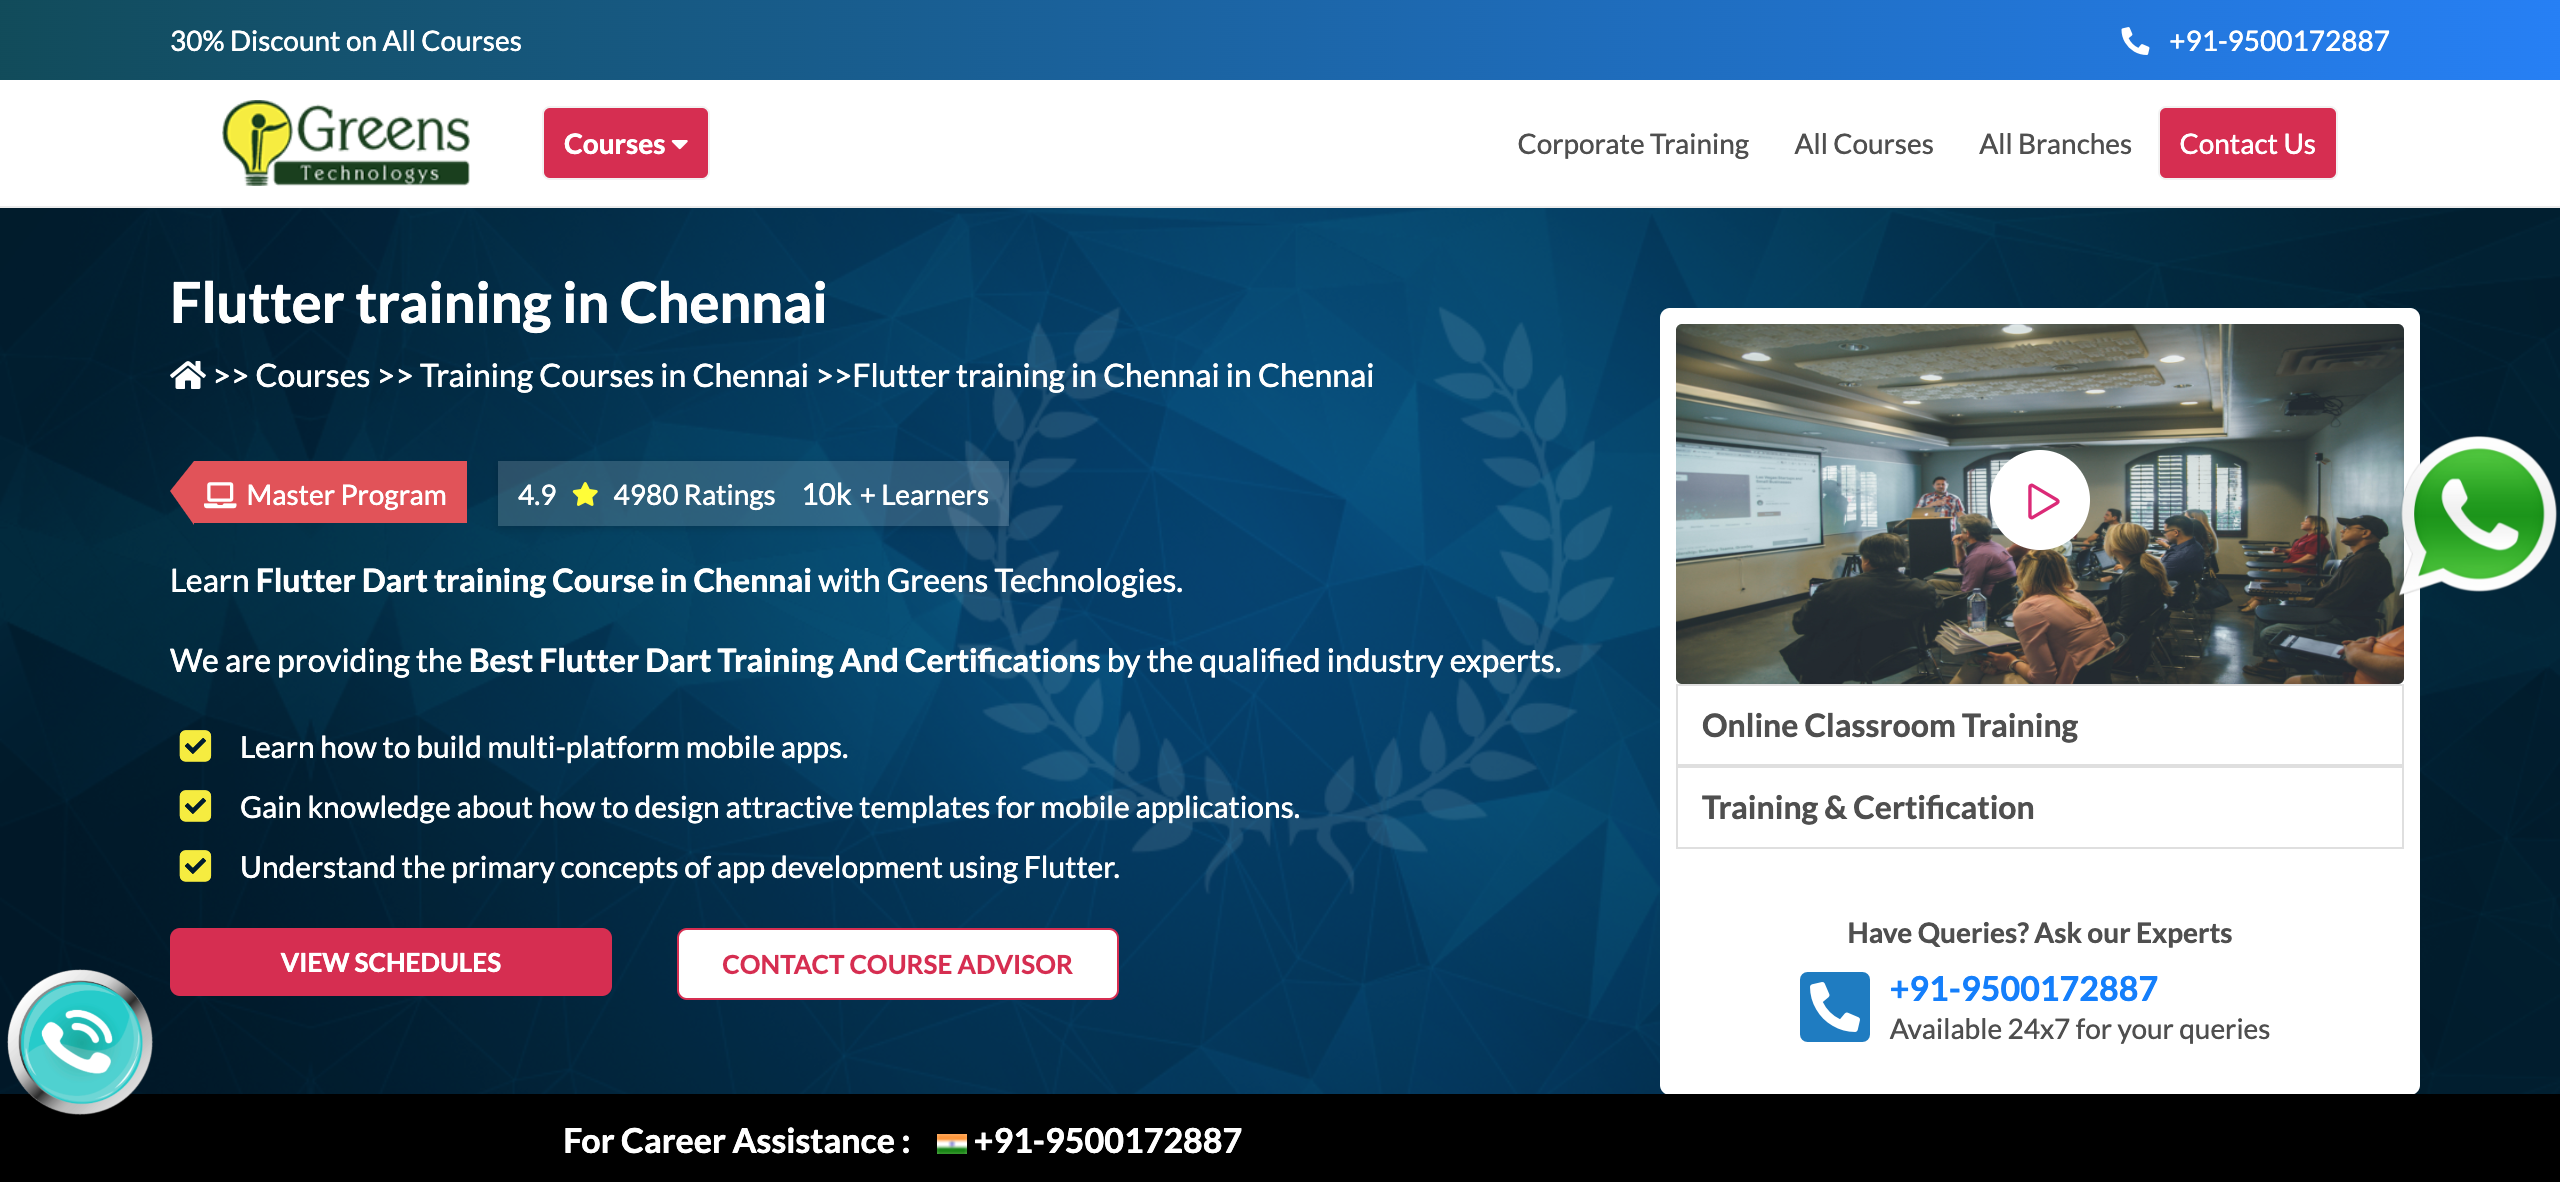 30% Discount on All Courses
+91-9500172887
Greens
Technologys
Courses
Corporate Training
All Courses
All Branches
Contact Us
Flutter training in Chennai
>> Courses >> Training Courses in Chennai >>Flutter training in Chennai in Chennai
Master Program
4.9 4980 Ratings 10k + Learners
Learn Flutter Dart training Course in Chennai with Greens Technologies.
We are providing the Best Flutter Dart Training And Certifications by the qualified industry experts.
Learn how to build multi-platform mobile apps.
Gain knowledge about how to design attractive templates for mobile applications.
Understand the primary concepts of app development using Flutter.
VIEW SCHEDULES
CONTACT COURSE ADVISOR
Online Classroom Training
Training & Certification
Have Queries? Ask our Experts
+91-9500172887
Available 24x7 for your queries
For Career Assistance : +91-9500172887